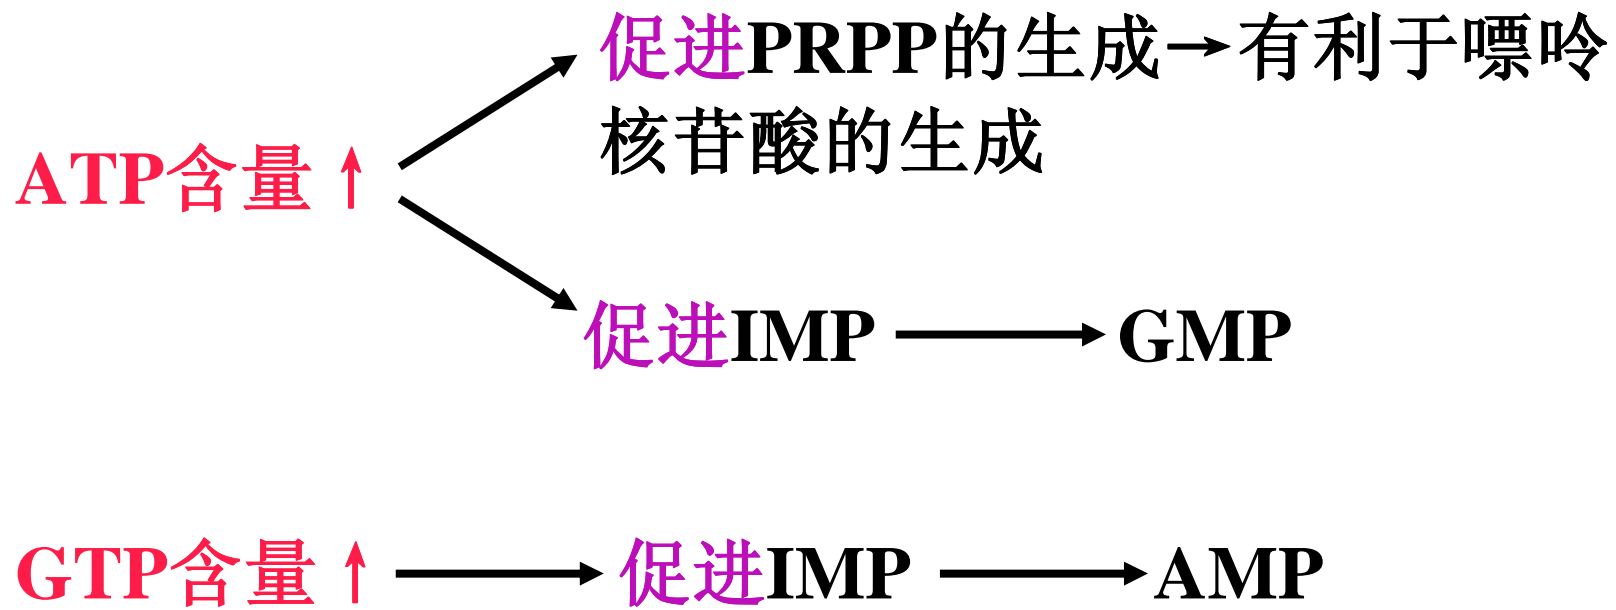 促进PRPP的生成→有利于嘌呤
核苷酸的生成
ATP含量 ↑
促进IMP → GMP
GTP含量 ↑ → 促进IMP → AMP